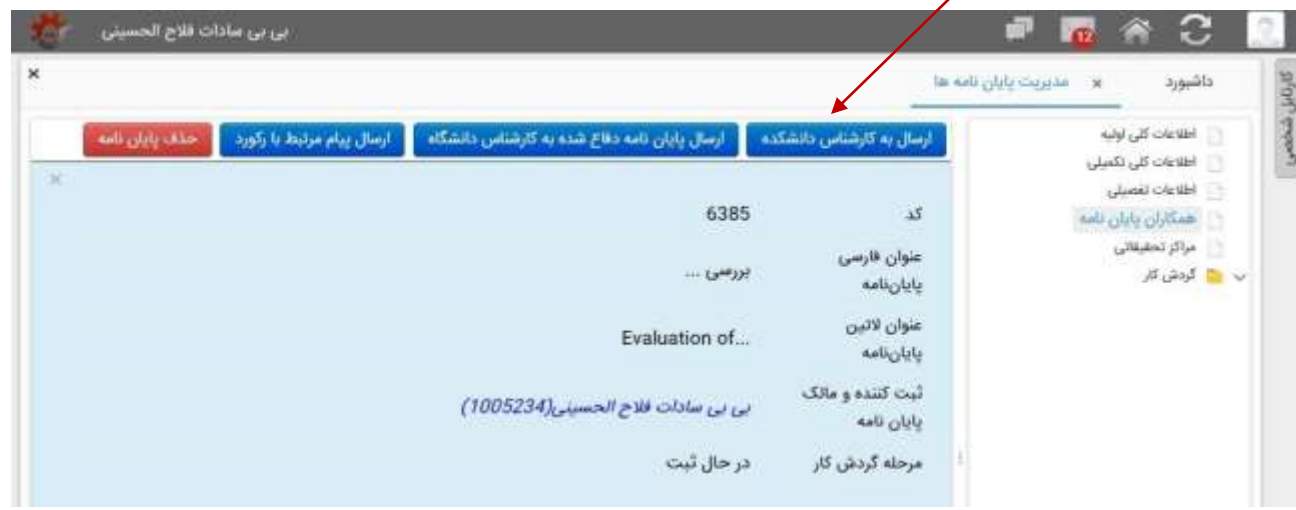 بی بی سادات فلاح الحسینی
12
داشبورد
مدیریت پایان نامه ها
کارتابل شخصی
ارسال به کارشناس دانشکده
ارسال پایان نامه دفاع شده به کارشناس دانشگاه
ارسال پیام مرتبط با رکورد
حذف پایان نامه
اطلاعات کلی اولیه
اطلاعات کلی تکمیلی
اطلاعات تفصیلی
همکاران پایان نامه
مراکز تحقیقاتی
گردش کار
کد 6385
عنوان فارسی
پایان‌نامه
بررسی ...
عنوان لاتین
پایان‌نامه
Evaluation of...
ثبت کننده و مالک
پایان نامه
بی بی سادات فلاح الحسینی(1005234)
مرحله گردش کار در حال ثبت